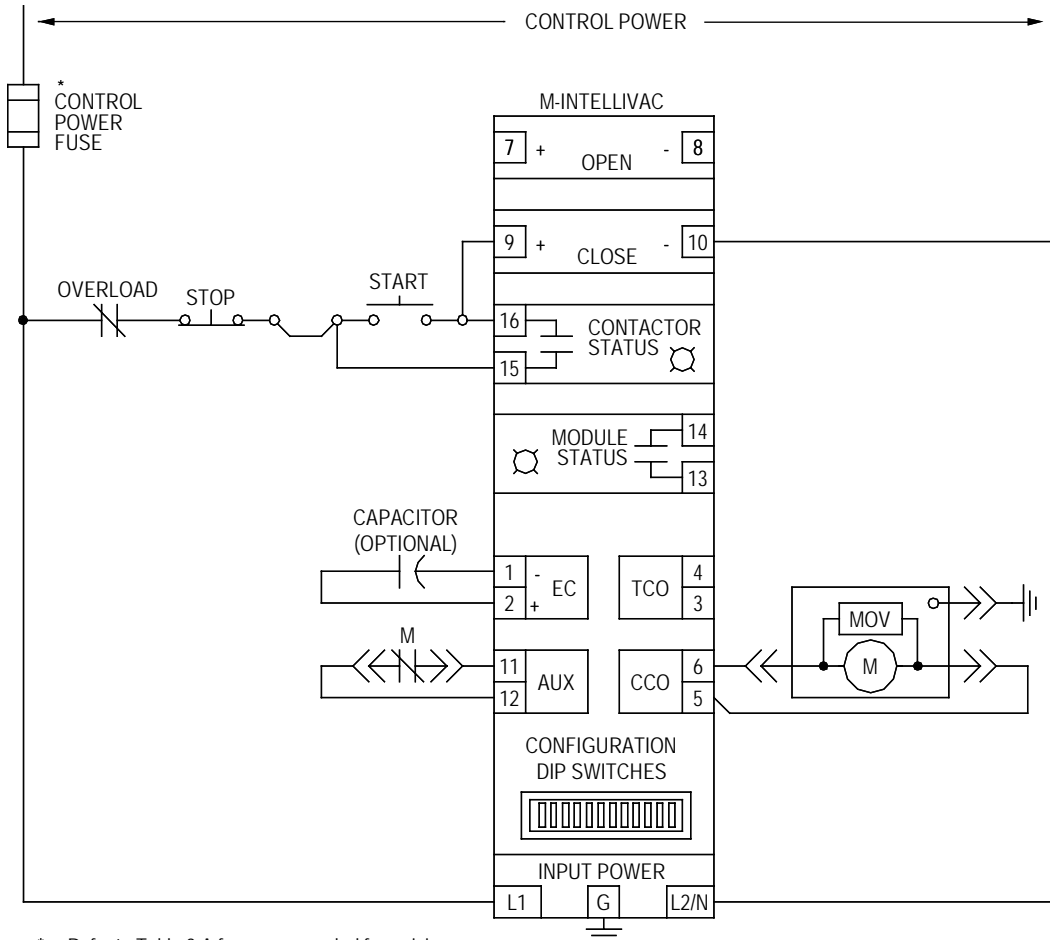 CONTROL POWER
*
CONTROL
POWER
FUSE
M-INTELLIVAC
7 + OPEN - 8
9 + CLOSE - 10
OVERLOAD
STOP
START
16
CONTACTOR
STATUS
15
14
MODULE
STATUS
13
CAPACITOR
(OPTIONAL)
1 -
EC
2 +
TCO
4
3
M
11
AUX
12
CCO
6
5
MOV
M
CONFIGURATION
DIP SWITCHES
INPUT POWER
L1 G L2/N